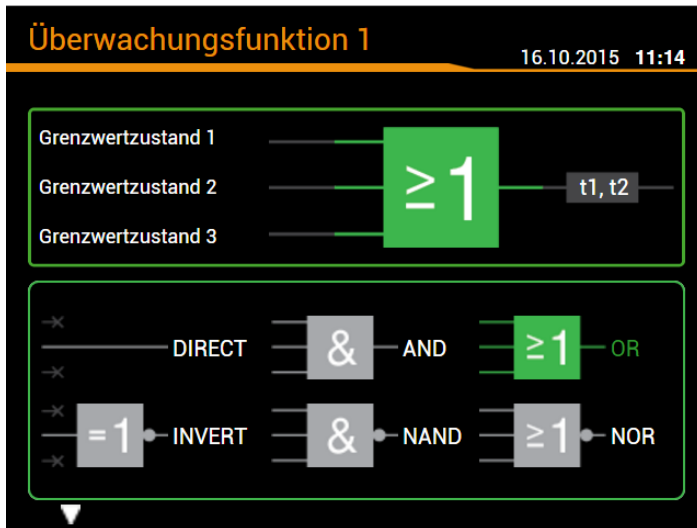 Überwachungsfunktion 1
16.10.2015 11:14
Grenzwertzustand 1
Grenzwertzustand 2
Grenzwertzustand 3
≥1
t1, t2
DIRECT
& AND
≥1 OR
=1 INVERT
& NAND
≥1 NOR